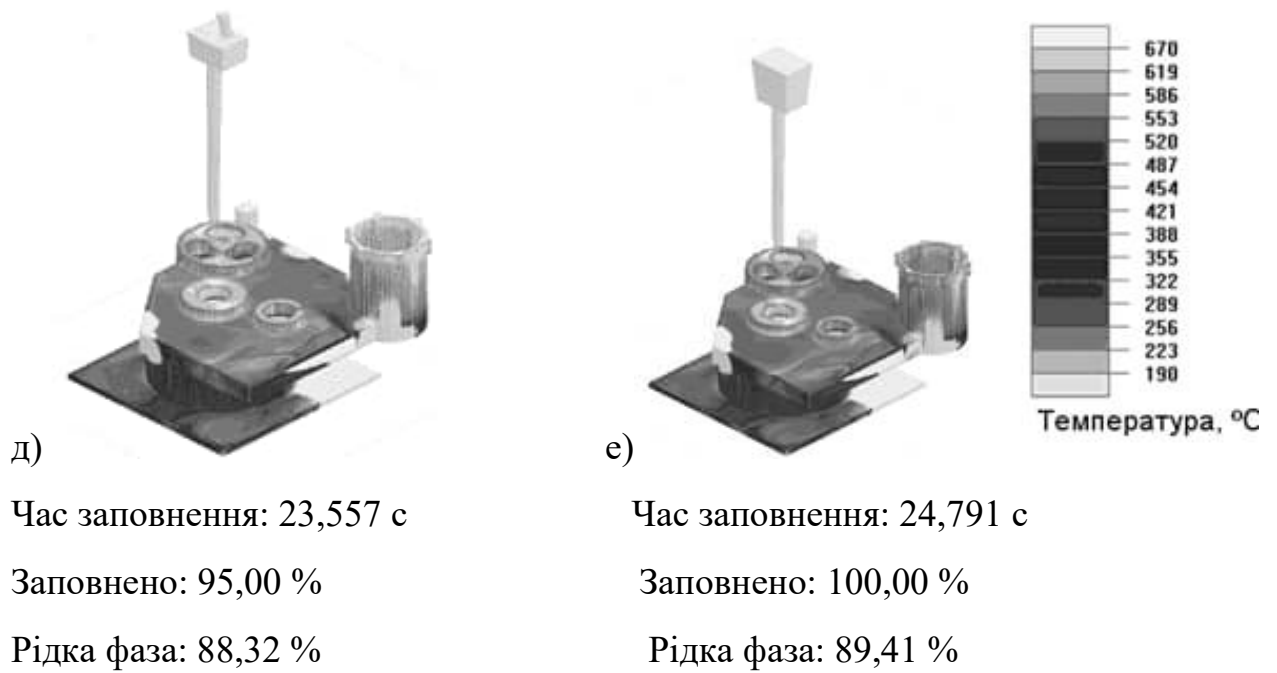 670
619
586
553
520
487
454
421
388
355
322
289
256
223
190
Температура, ºС
д)
е)
Час заповнення: 23,557 с
Час заповнення: 24,791 с
Заповнено: 95,00 %
Заповнено: 100,00 %
Рідка фаза: 88,32 %
Рідка фаза: 89,41 %